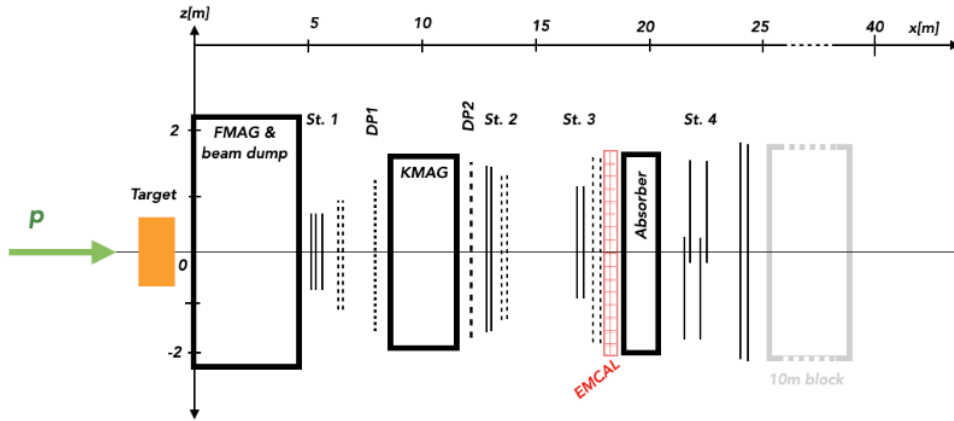 z[m]
5
10
15
20
25
40
x[m]
2
FMAG &
beam dump
St. 1
DP1
KMAG
DP2
St. 2
St. 3
Absorber
St. 4
Target
p
0
-2
EMCAL
10m block